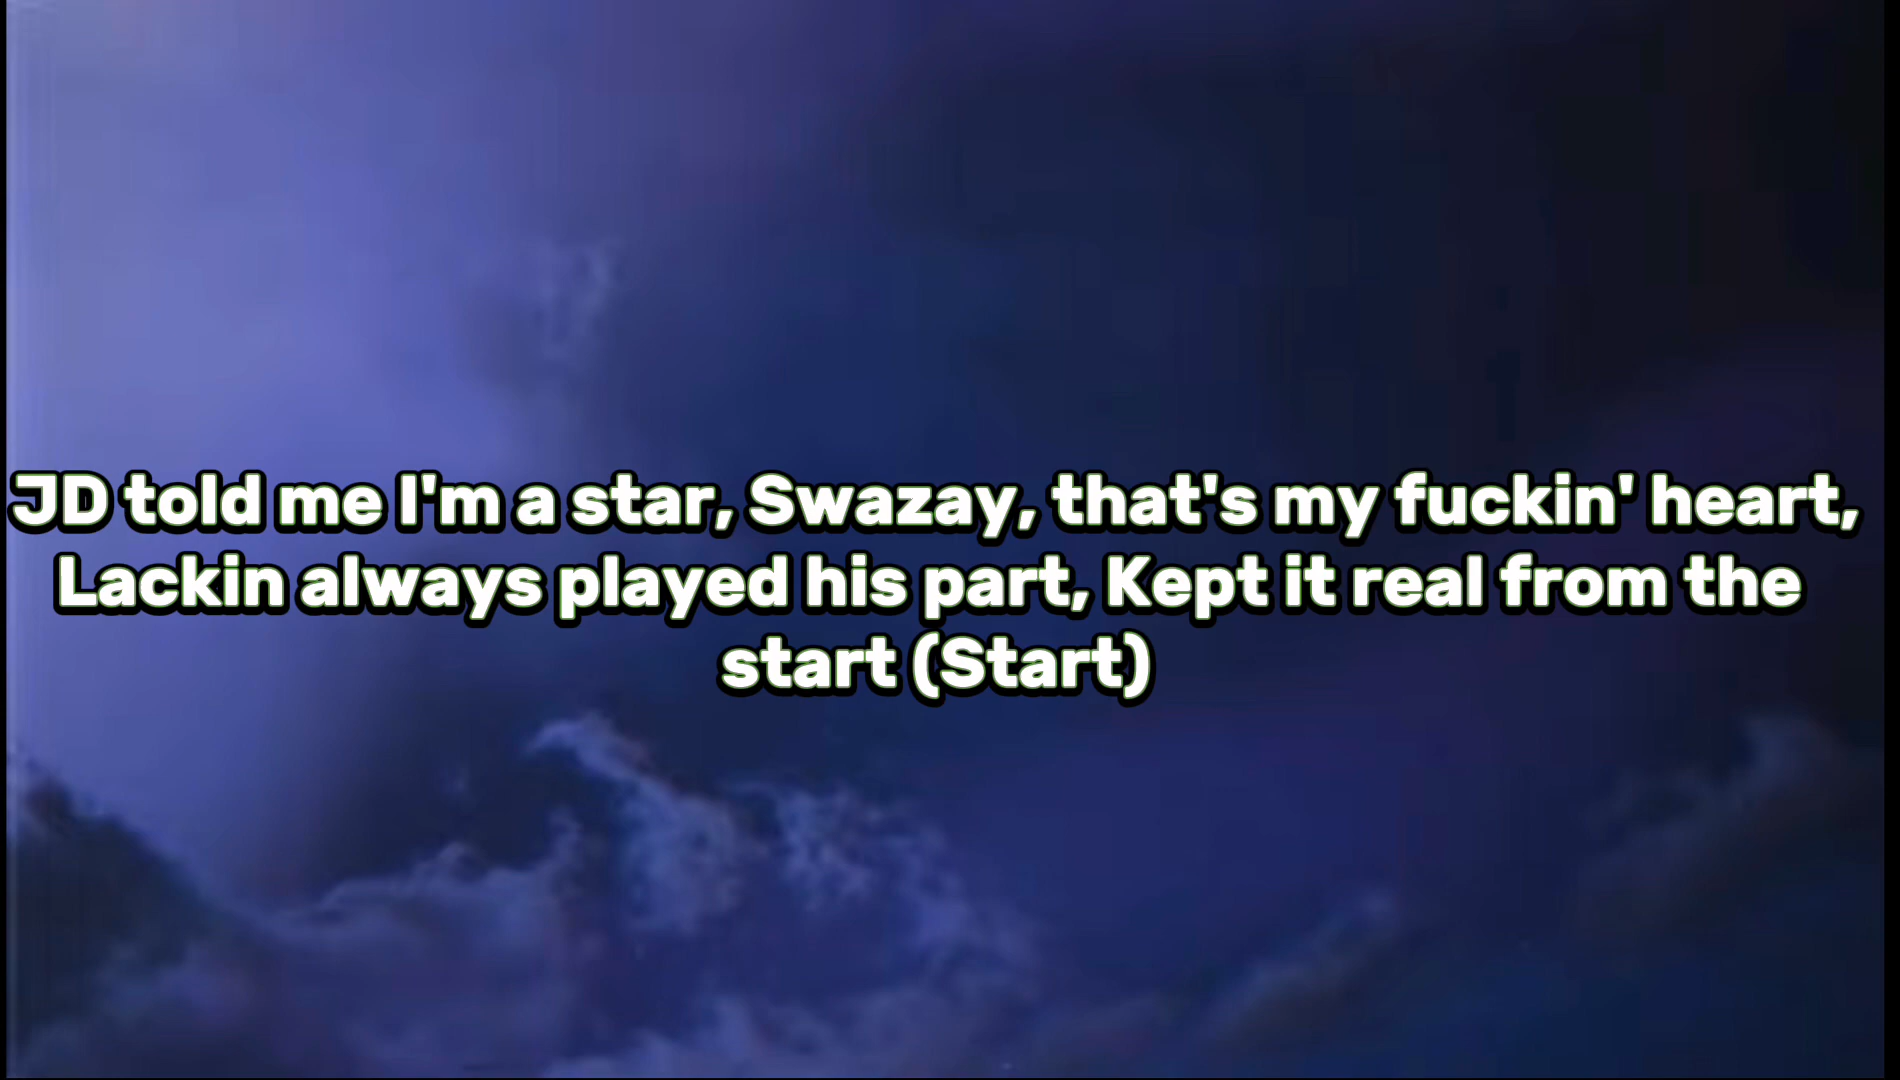 JD told me I'm a star, Swazay, that's my fuckin' heart,
Lackin always played his part, Kept it real from the
start (Start)